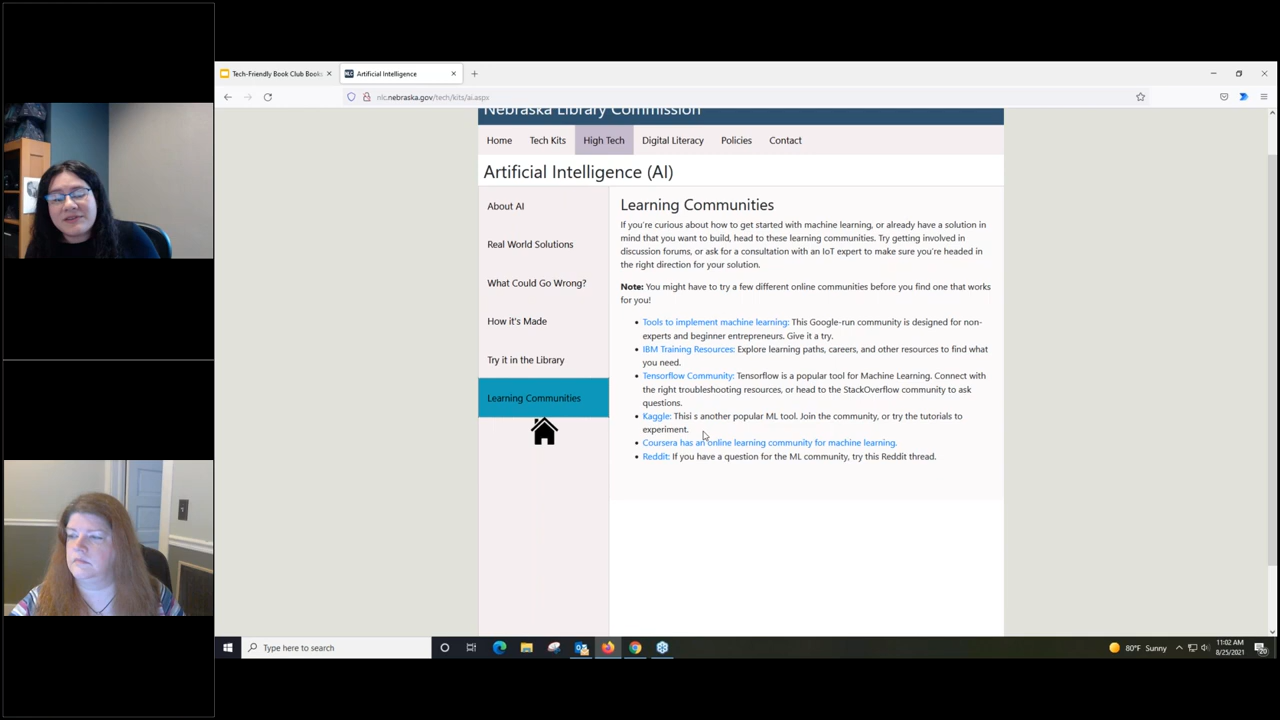 Tech-Friendly Book Club Books
Artificial Intelligence
nlc.nebraska.gov/tech/kits/ai.aspx
Nebraska Library Commission
Home Tech Kits High Tech Digital Literacy Policies Contact
Artificial Intelligence (AI)
About AI
Real World Solutions
What Could Go Wrong?
How it's Made
Try it in the Library
Learning Communities
Learning Communities
If you're curious about how to get started with machine learning, or already have a solution in
mind that you want to build, head to these learning communities. Try getting involved in
discussion forums, or ask for a consultation with an IoT expert to make sure you're headed in
the right direction for your solution.
Note: You might have to try a few different online communities before you find one that works
for you!
• Tools to implement machine learning: This Google-run community is designed for non-
experts and beginner entrepreneurs. Give it a try.
• IBM Training Resources: Explore learning paths, careers, and other resources to find what
you need.
• Tensorflow Community: Tensorflow is a popular tool for Machine Learning. Connect with
the right troubleshooting resources, or head to the StackOverflow community to ask
questions.
• Kaggle: Thisi s another popular ML tool. Join the community, or try the tutorials to
experiment.
• Coursera has an online learning community for machine learning.
• Reddit: If you have a question for the ML community, try this Reddit thread.
Type here to search
80°F Sunny
11:02 AM
8/25/2021
20